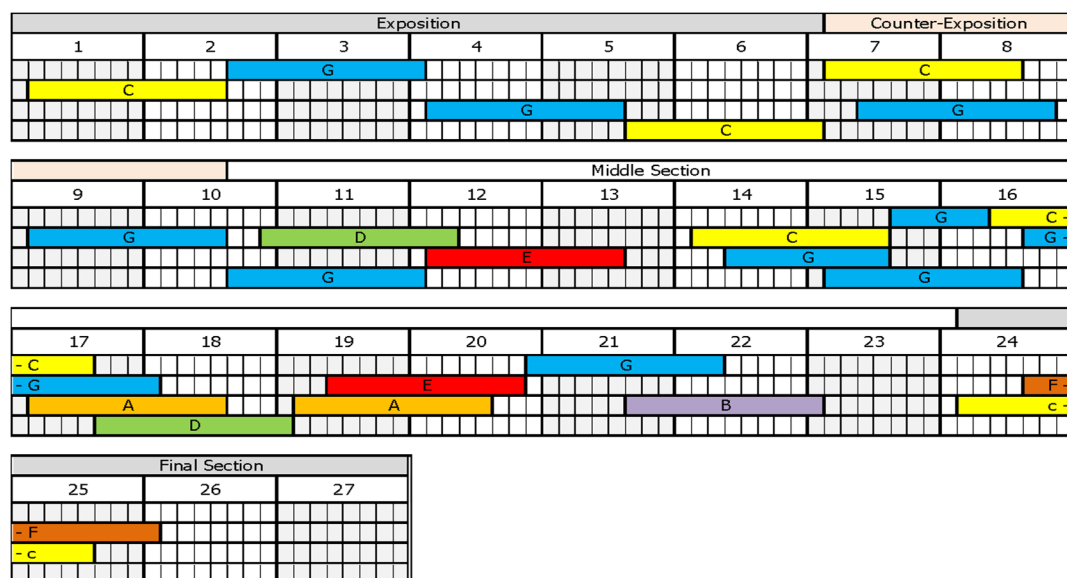 Exposition Counter-Exposition
1 2 3 4 5 6 7 8
G C
C
G G
C
Middle Section
9 10 11 12 13 14 15 16
G C -
G D C G -
E G
G G
17 18 19 20 21 22 23 24
- C G
- G E F -
A A B c -
D
Final Section
25 26 27
- F
- c